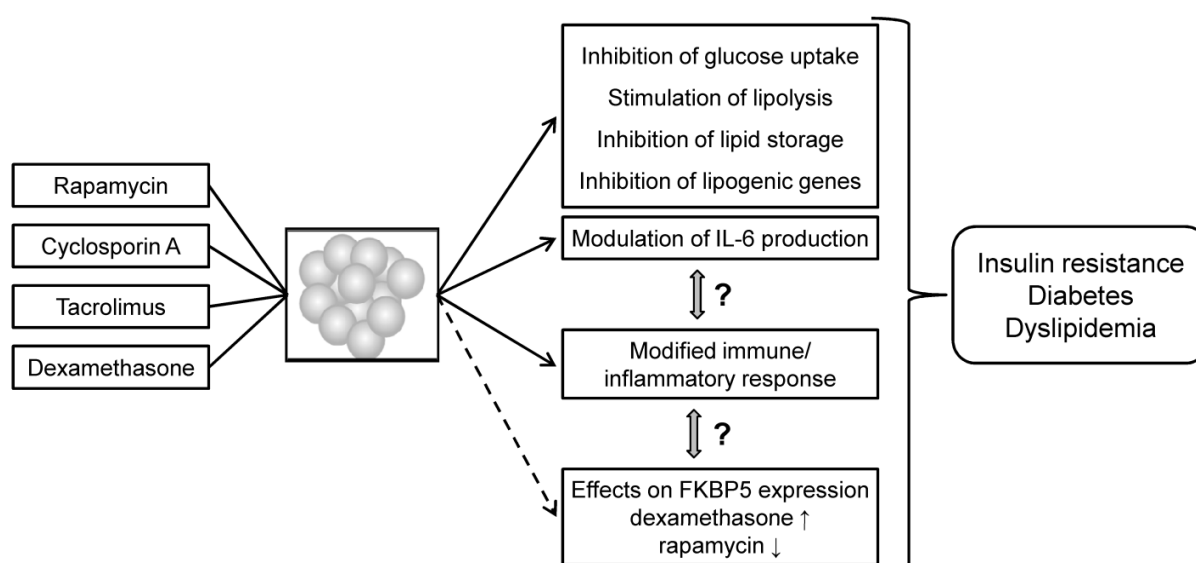 Rapamycin
Cyclosporin A
Tacrolimus
Dexamethasone
Inhibition of glucose uptake
Stimulation of lipolysis
Inhibition of lipid storage
Inhibition of lipogenic genes
Modulation of IL-6 production
?
Modified immune/
inflammatory response
?
Effects on FKBP5 expression
dexamethasone ↑
rapamycin ↓
Insulin resistance
Diabetes
Dyslipidemia